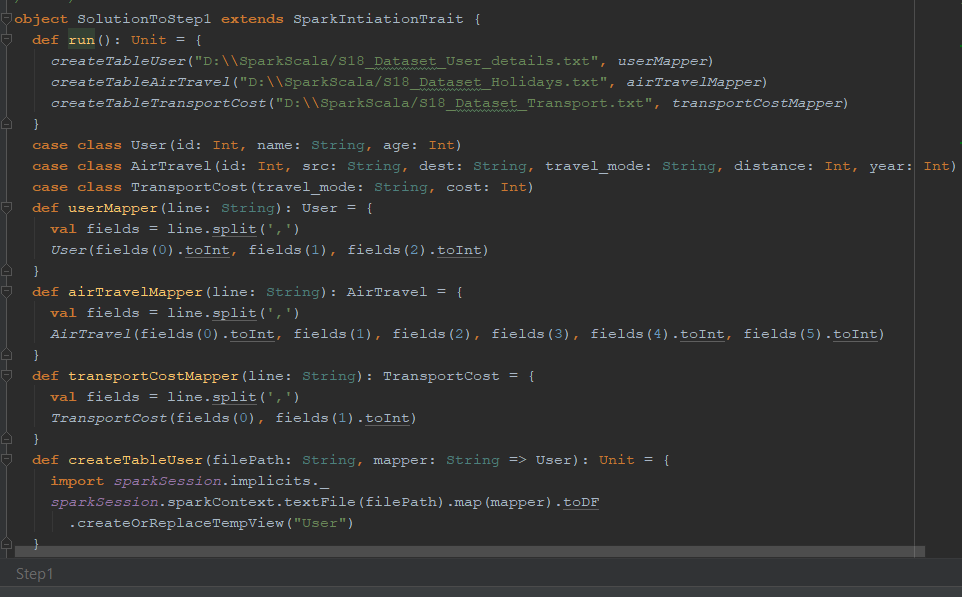 object SolutionToStep1 extends SparkIntiationTrait {
def run(): Unit = {
createTableUser("D:\\SparkScala/S18_Dataset_User_details.txt", userMapper)
createTableAirTravel("D:\\SparkScala/S18_Dataset_Holidays.txt", airTravelMapper)
createTableTransportCost("D:\\SparkScala/S18_Dataset_Transport.txt", transportCostMapper)
}
case class User(id: Int, name: String, age: Int)
case class AirTravel(id: Int, src: String, dest: String, travel_mode: String, distance: Int, year: Int)
case class TransportCost(travel_mode: String, cost: Int)
def userMapper(line: String): User = {
val fields = line.split(',')
User(fields(0).toInt, fields(1), fields(2).toInt)
}
def airTravelMapper(line: String): AirTravel = {
val fields = line.split(',')
AirTravel(fields(0).toInt, fields(1), fields(2), fields(3), fields(4).toInt, fields(5).toInt)
}
def transportCostMapper(line: String): TransportCost = {
val fields = line.split(',')
TransportCost(fields(0), fields(1).toInt)
}
def createTableUser(filePath: String, mapper: String => User): Unit = {
import sparkSession.implicits._
sparkSession.sparkContext.textFile(filePath).map(mapper).toDF
.createOrReplaceTempView("User")
}
Step1